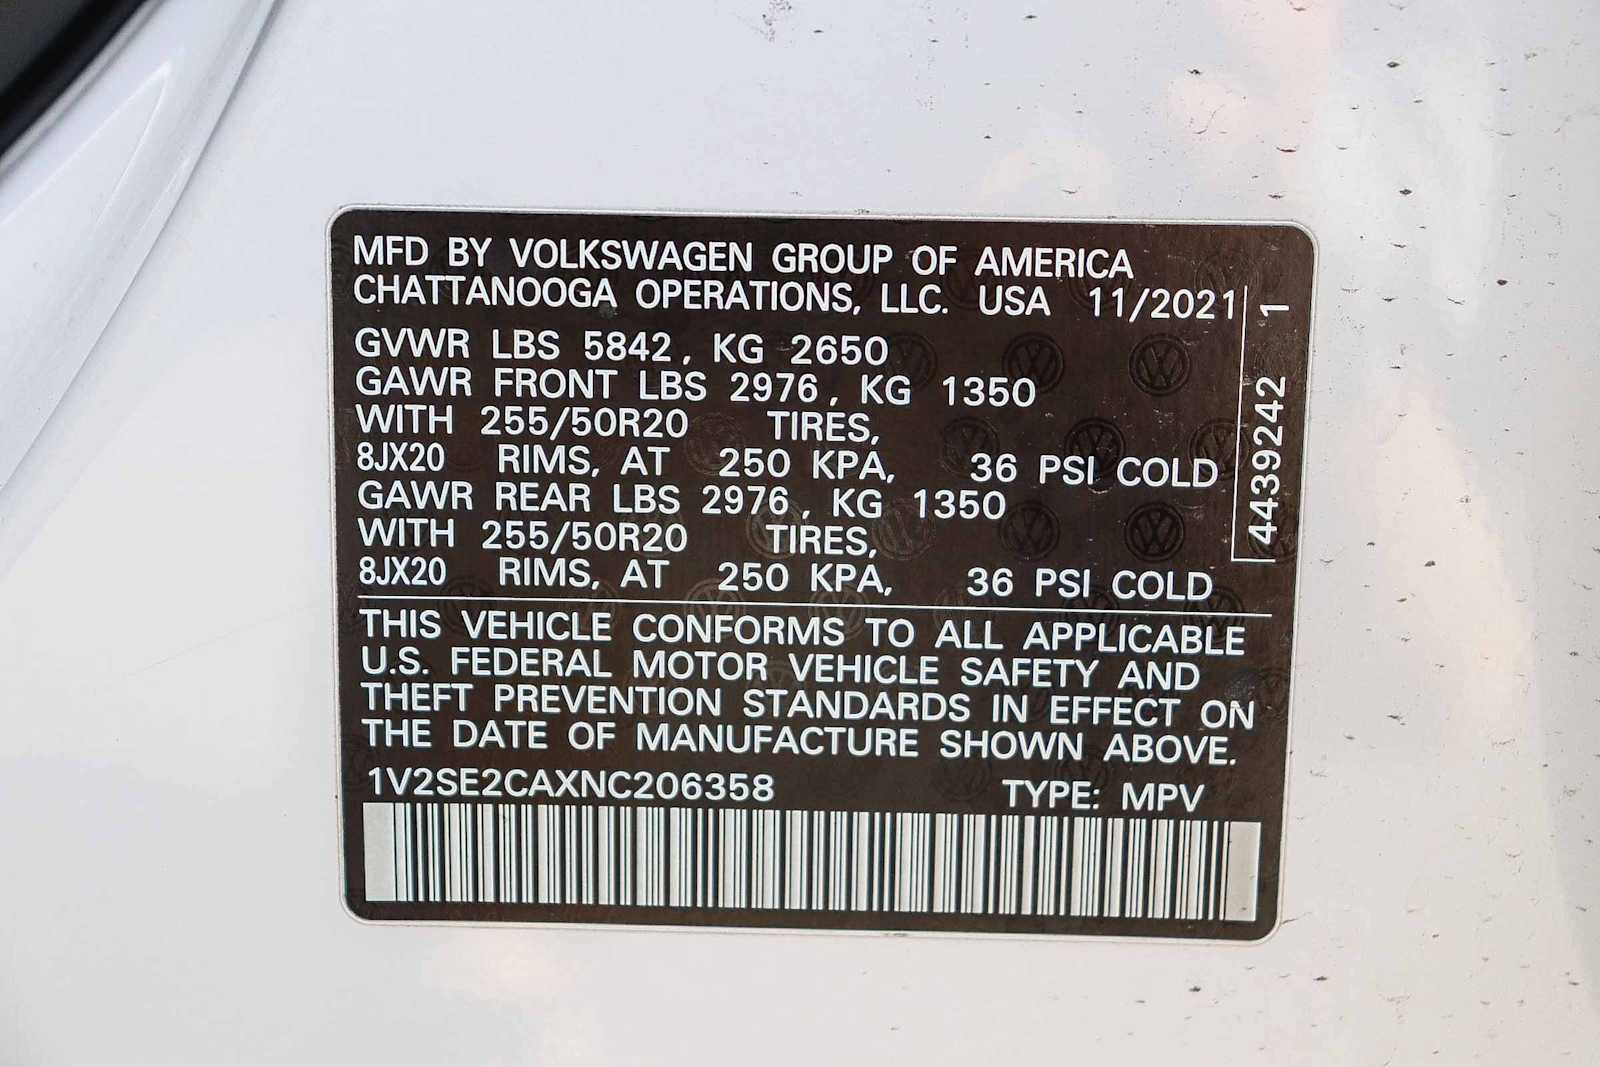 MFD BY VOLKSWAGEN GROUP OF AMERICA
CHATTANOOGA OPERATIONS, LLC. USA 11/2021
GVWR LBS 5842, KG 2650
GAWR FRONT LBS 2976, KG 1350
WITH 255/50R20 TIRES,
8JX20 RIMS, AT 250 KPA, 36 PSI COLD
GAWR REAR LBS 2976, KG 1350
WITH 255/50R20 TIRES,
8JX20 RIMS, AT 250 KPA, 36 PSI COLD
44392421 1
THIS VEHICLE CONFORMS TO ALL APPLICABLE
U.S. FEDERAL MOTOR VEHICLE SAFETY AND
THEFT PREVENTION STANDARDS IN EFFECT ON
THE DATE OF MANUFACTURE SHOWN ABOVE.
1V2SE2CAXNC206358 TYPE: MPV